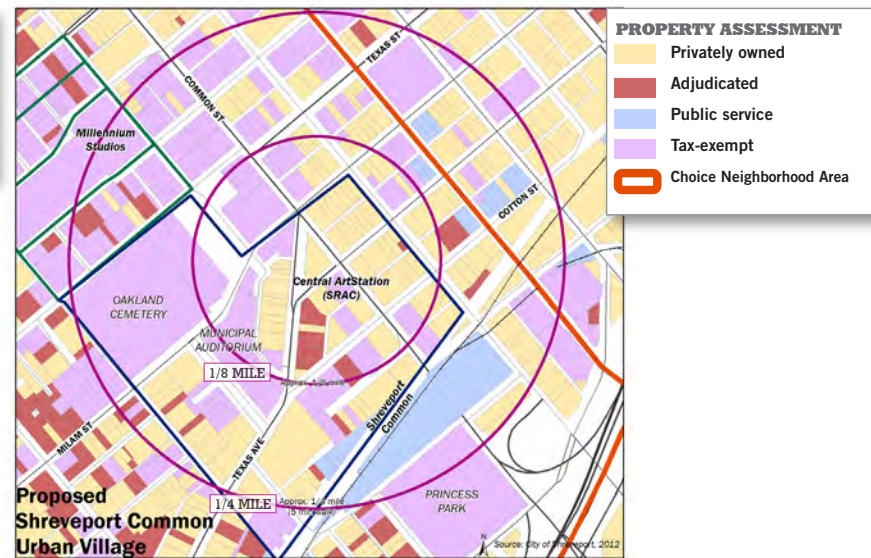 PROPERTY ASSESSMENT
Privately owned
Adjudicated
Public service
Tax-exempt
Choice Neighborhood Area
TEXAS ST
COMMON ST
Millennium
Studios
COTTON ST
Central ArtStation
(SRAC)
OAKLAND
CEMETERY
MUNICIPAL
AUDITORIUM
1/8 MILE
Shreveport
Common
MILAM ST
TEXAS AVE
1/4 MILE
Approx. 1/4 mile
(5 min walk)
PRINCESS
PARK
Proposed
Shreveport Common
Urban Village
N
Source: City of Shreveport, 2012